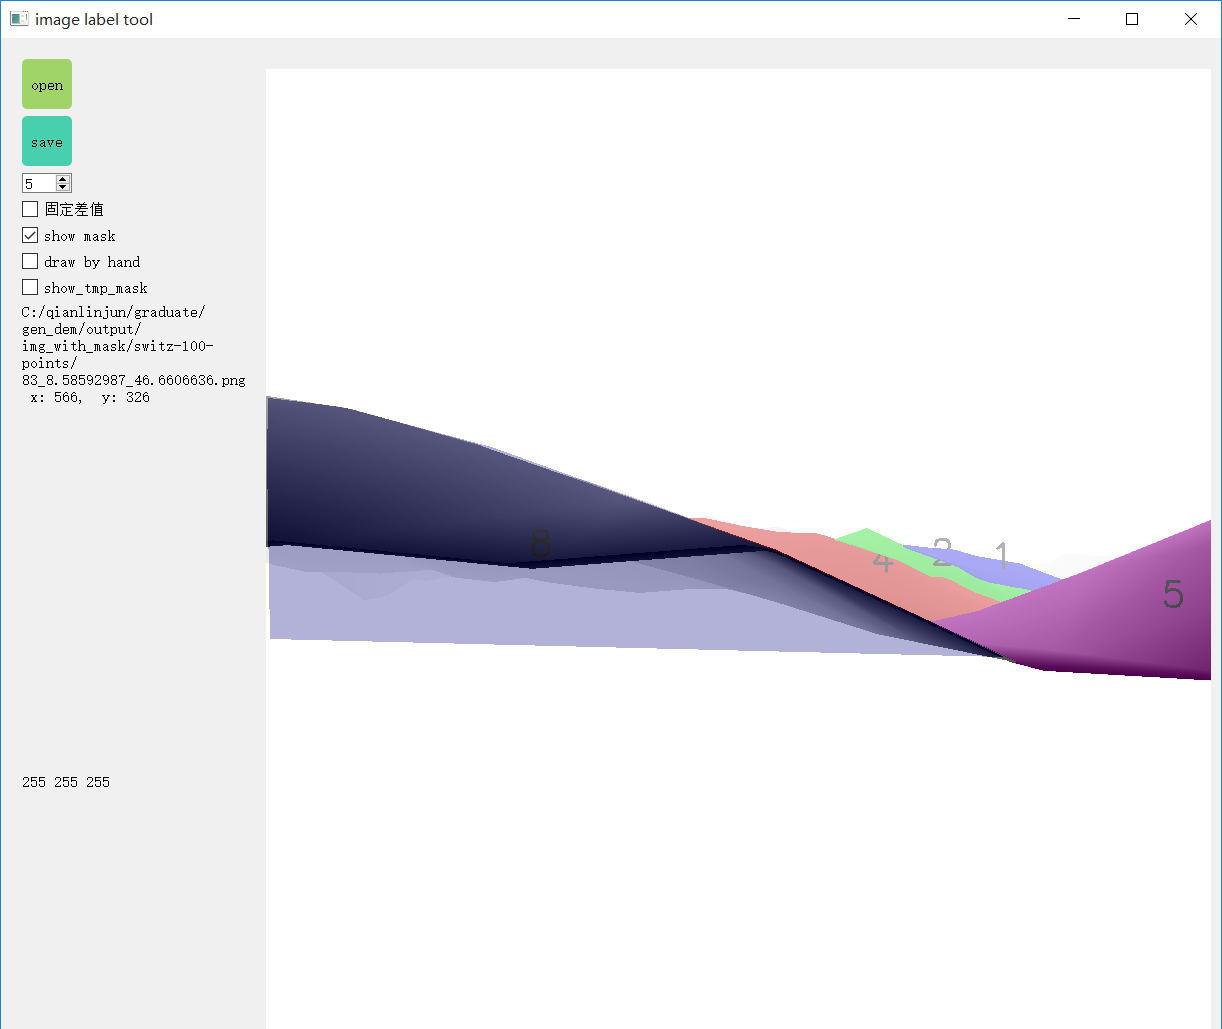 image label tool
open
save
5
固定差值
show mask
draw by hand
show_tmp_mask
C:/qianlinjun/graduate/
gen_dem/output/
img_with_mask/switz-100-
points/
83_8.58592987_46.6606636.png
x: 566,  y: 326
8
4
2
1
5
255 255 255